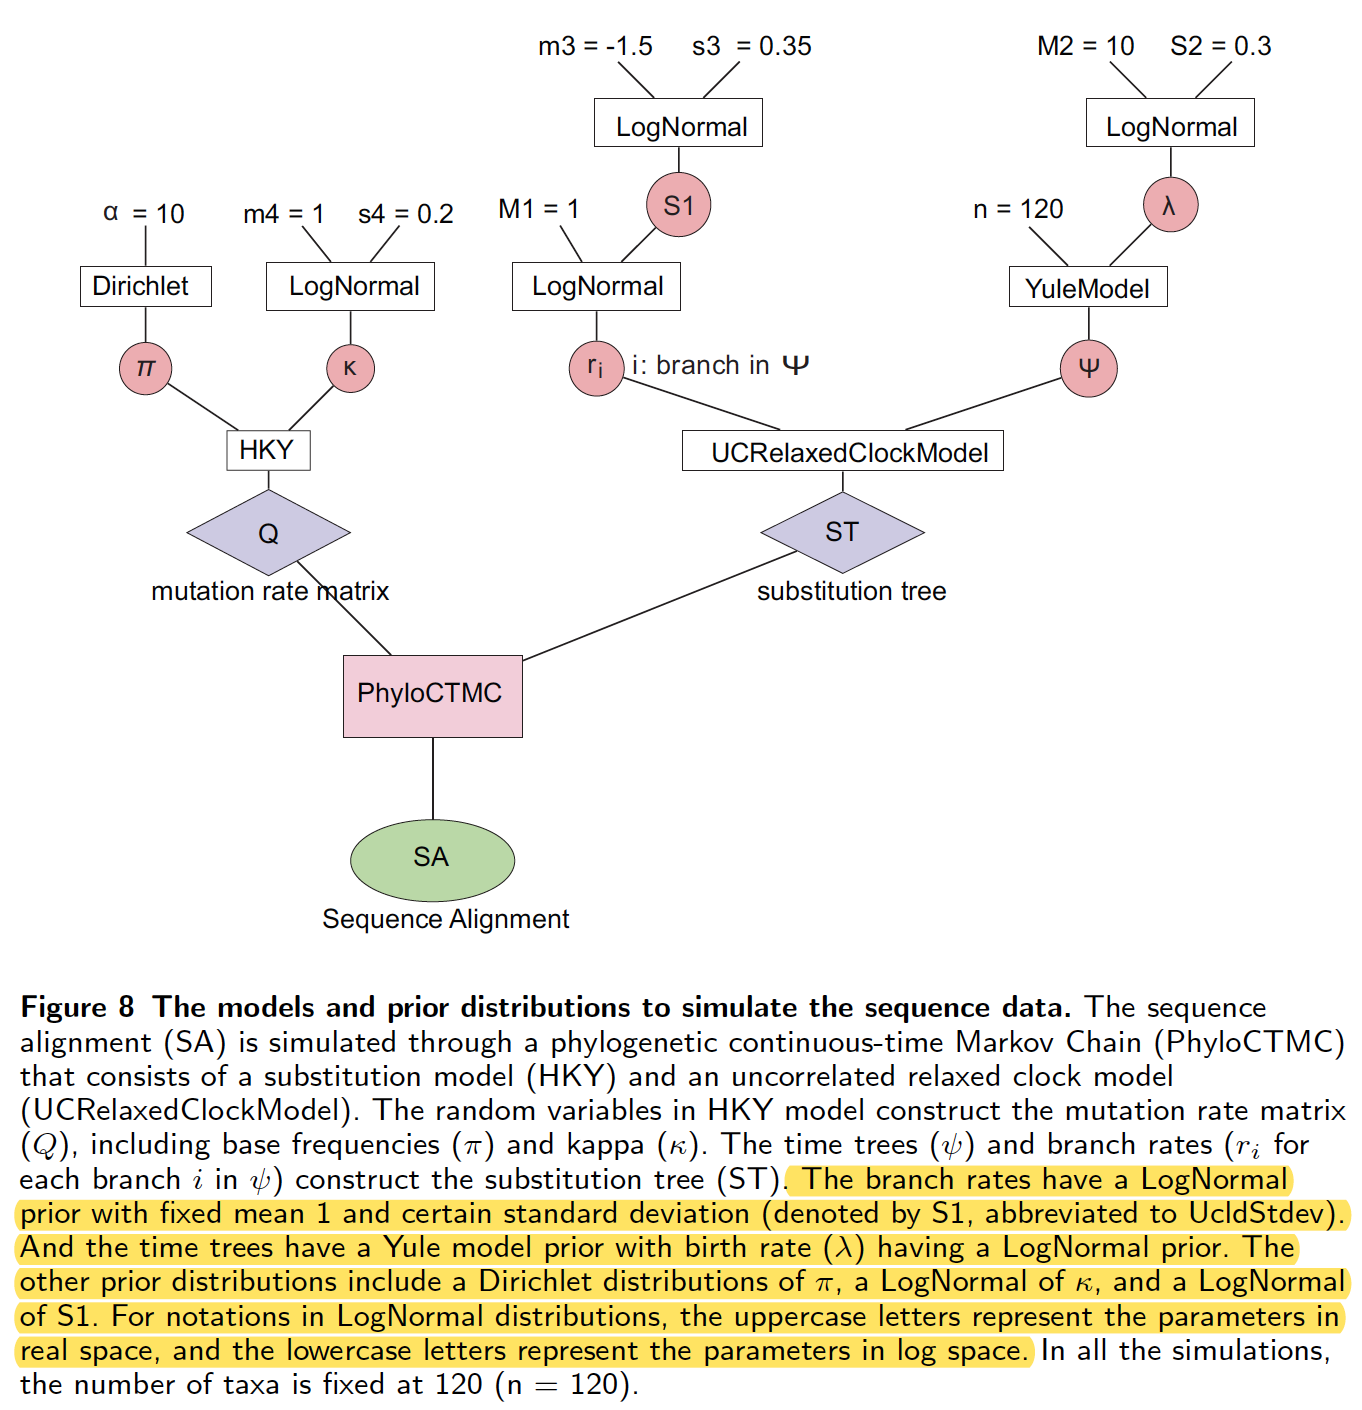 m3 = -1.5 s3 = 0.35 M2 = 10 S2 = 0.3
LogNormal LogNormal
α = 10 m4 = 1 s4 = 0.2 M1 = 1 S1 n = 120 λ
Dirichlet LogNormal LogNormal YuleModel
π κ ri i: branch in Ψ Ψ
HKY UCRelaxedClockModel
Q ST
mutation rate matrix substitution tree
PhyloCTMC
SA
Sequence Alignment
Figure 8 The models and prior distributions to simulate the sequence data. The sequence
alignment (SA) is simulated through a phylogenetic continuous-time Markov Chain (PhyloCTMC)
that consists of a substitution model (HKY) and an uncorrelated relaxed clock model
(UCRelaxedClockModel). The random variables in HKY model construct the mutation rate matrix
(Q), including base frequencies (π) and kappa (κ). The time trees (ψ) and branch rates (ri for
each branch i in ψ) construct the substitution tree (ST). The branch rates have a LogNormal
prior with fixed mean 1 and certain standard deviation (denoted by S1, abbreviated to UcldStdev).
And the time trees have a Yule model prior with birth rate (λ) having a LogNormal prior. The
other prior distributions include a Dirichlet distributions of π, a LogNormal of κ, and a LogNormal
of S1. For notations in LogNormal distributions, the uppercase letters represent the parameters in
real space, and the lowercase letters represent the parameters in log space. In all the simulations,
the number of taxa is fixed at 120 (n = 120).